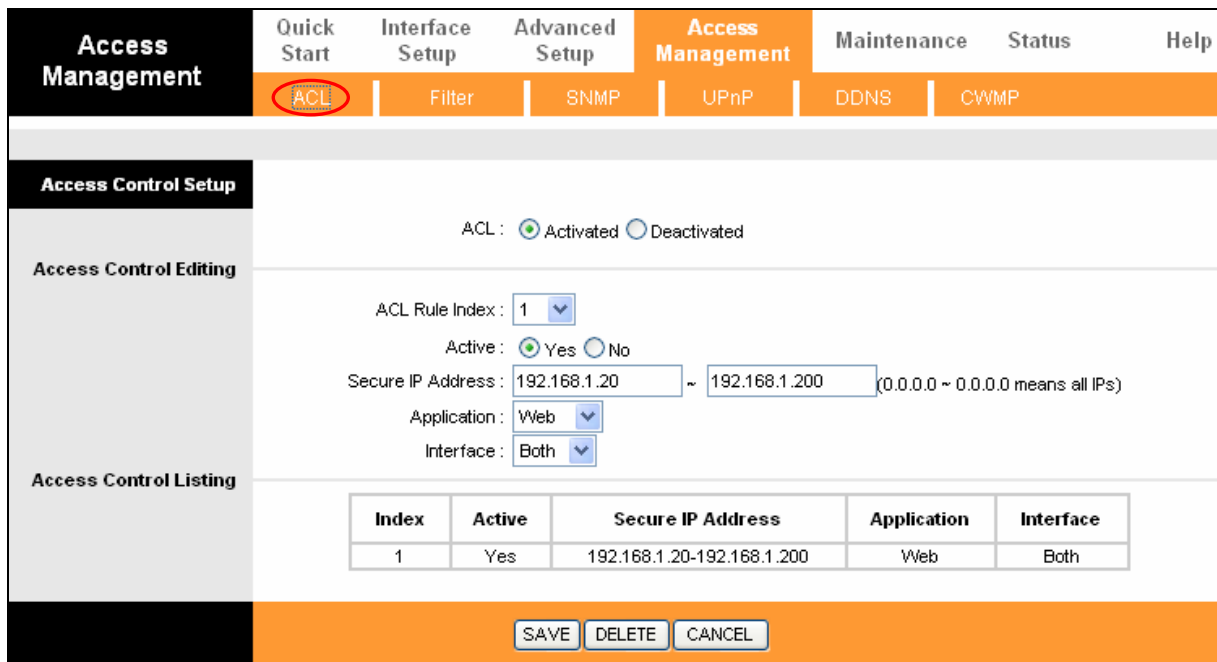 Access Management
Quick Start
Interface Setup
Advanced Setup
Access Management
Maintenance
Status
Help
ACL
Filter
SNMP
UPnP
DDNS
CWMP
Access Control Setup
ACL : Activated Deactivated
Access Control Editing
ACL Rule Index : 1
Active : Yes No
Secure IP Address : 192.168.1.20 ~ 192.168.1.200 (0.0.0.0 ~ 0.0.0.0 means all IPs)
Application : Web
Interface : Both
Access Control Listing
Index Active Secure IP Address Application Interface
1 Yes 192.168.1.20-192.168.1.200 Web Both
SAVE DELETE CANCEL